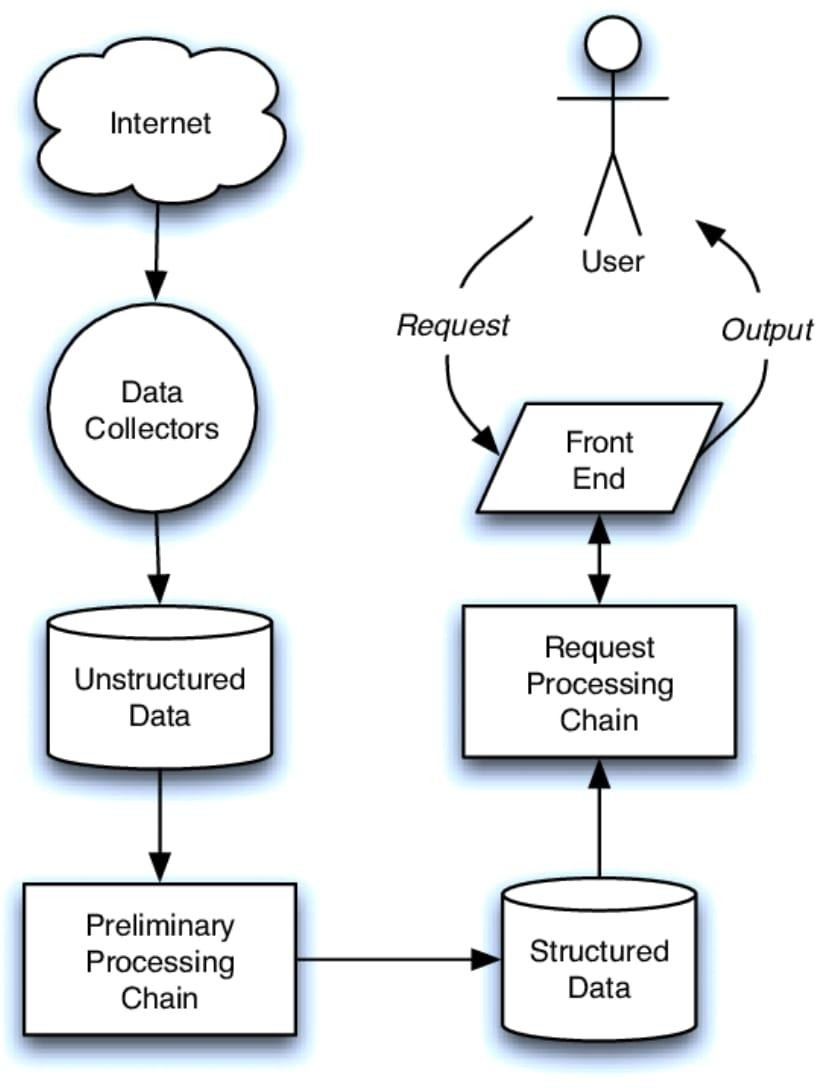 Internet
Data
Collectors
Unstructured
Data
Preliminary
Processing
Chain
User
Request
Output
Front
End
Request
Processing
Chain
Structured
Data